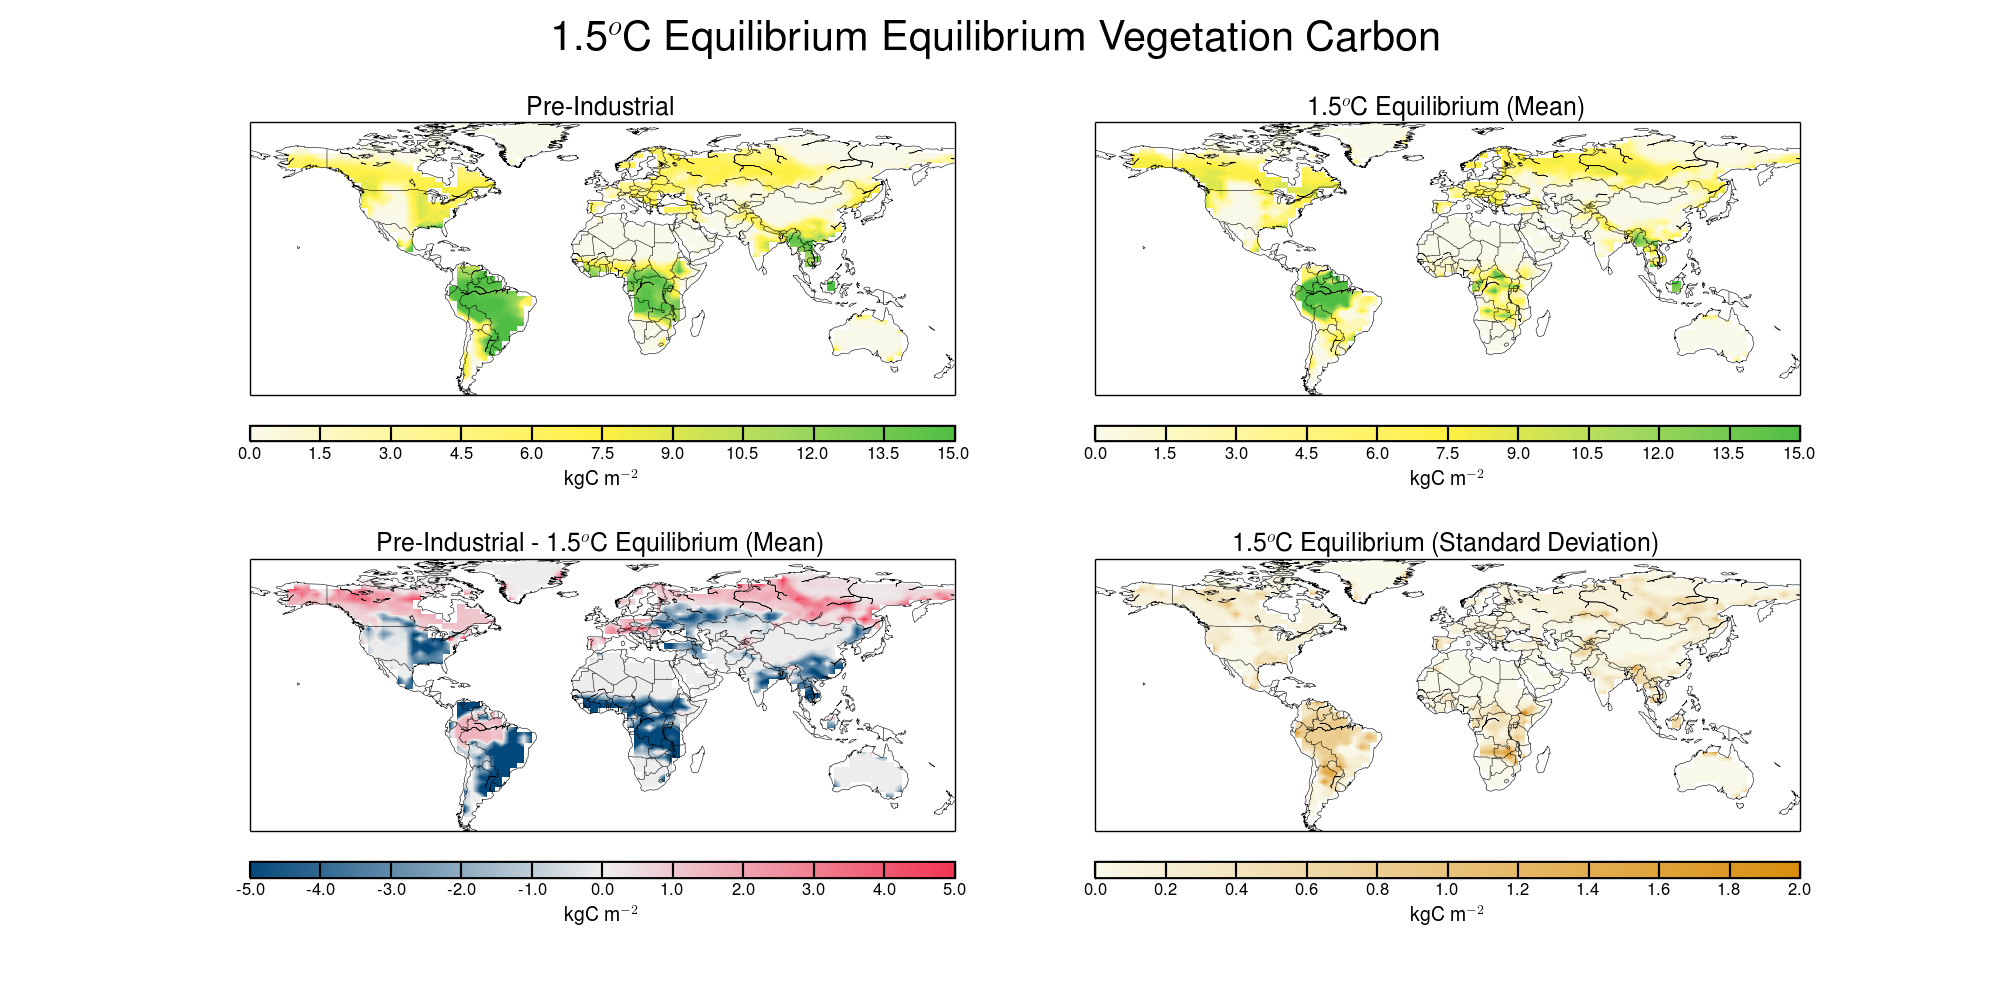 1.5°C Equilibrium Equilibrium Vegetation Carbon
Pre-Industrial
0.0 1.5 3.0 4.5 6.0 7.5 9.0 10.5 12.0 13.5 15.0
kgC m⁻²
1.5°C Equilibrium (Mean)
0.0 1.5 3.0 4.5 6.0 7.5 9.0 10.5 12.0 13.5 15.0
kgC m⁻²
Pre-Industrial - 1.5°C Equilibrium (Mean)
-5.0 -4.0 -3.0 -2.0 -1.0 0.0 1.0 2.0 3.0 4.0 5.0
kgC m⁻²
1.5°C Equilibrium (Standard Deviation)
0.0 0.2 0.4 0.6 0.8 1.0 1.2 1.4 1.6 1.8 2.0
kgC m⁻²